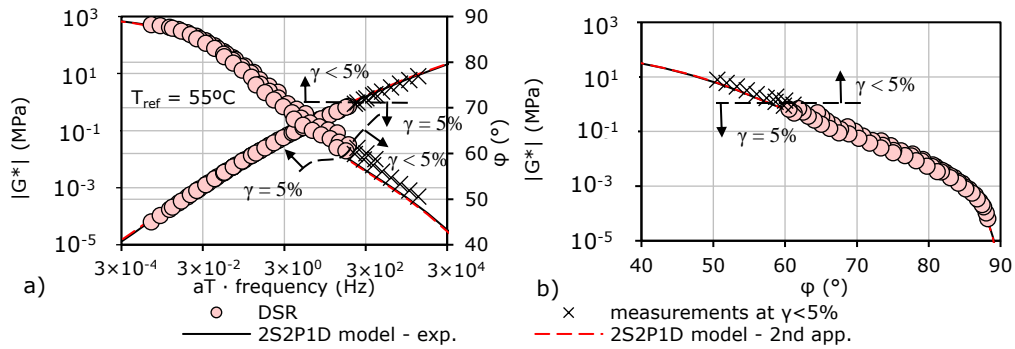 a)
|G*| (MPa)
10³
10¹
10⁻¹
10⁻³
10⁻⁵
T_ref = 55ºC
γ < 5%
γ = 5%
γ < 5%
γ = 5%
90
80
70
60
50
40
φ (°)
3×10⁻⁴ 3×10⁻² 3×10⁰ 3×10² 3×10⁴
aT · frequency (Hz)
b)
|G*| (MPa)
10³
10¹
10⁻¹
10⁻³
10⁻⁵
γ < 5%
γ = 5%
40 50 60 70 80 90
φ (°)
DSR
measurements at γ<5%
2S2P1D model - exp.
2S2P1D model - 2nd app.